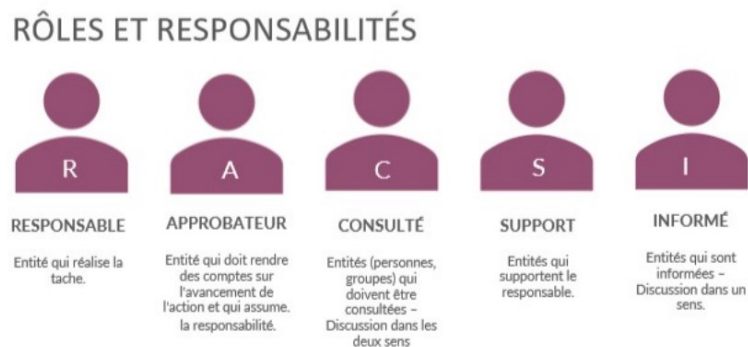 RÔLES ET RESPONSABILITÉS
R
A
C
S
I
RESPONSABLE
Entité qui réalise la
tache.
APPROBATEUR
Entité qui doit rendre
des comptes sur
l'avancement de
l'action et qui assume.
la responsabilité.
CONSULTÉ
Entités (personnes,
groupes) qui
doivent être
consultées –
Discussion dans les
deux sens
SUPPORT
Entités qui
supportent le
responsable.
INFORMÉ
Entités qui sont
informées –
Discussion dans un
sens.